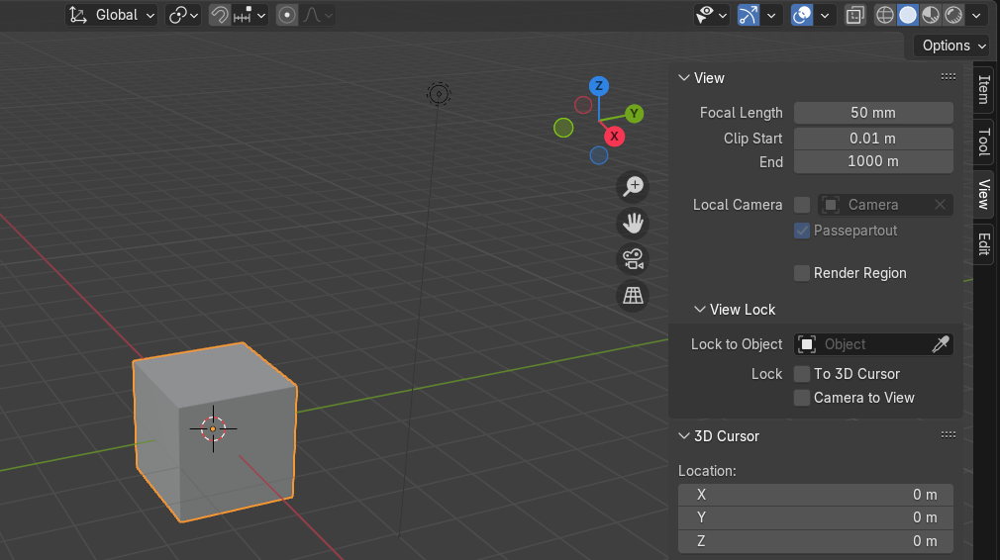 Global
Options
Z
Y
X
View
Focal Length 50 mm
Clip Start 0.01 m
End 1000 m
Local Camera Camera
Passepartout
Render Region
View Lock
Lock to Object Object
Lock To 3D Cursor
Camera to View
3D Cursor
Location:
X 0 m
Y 0 m
Z 0 m
Item
Tool
View
Edit